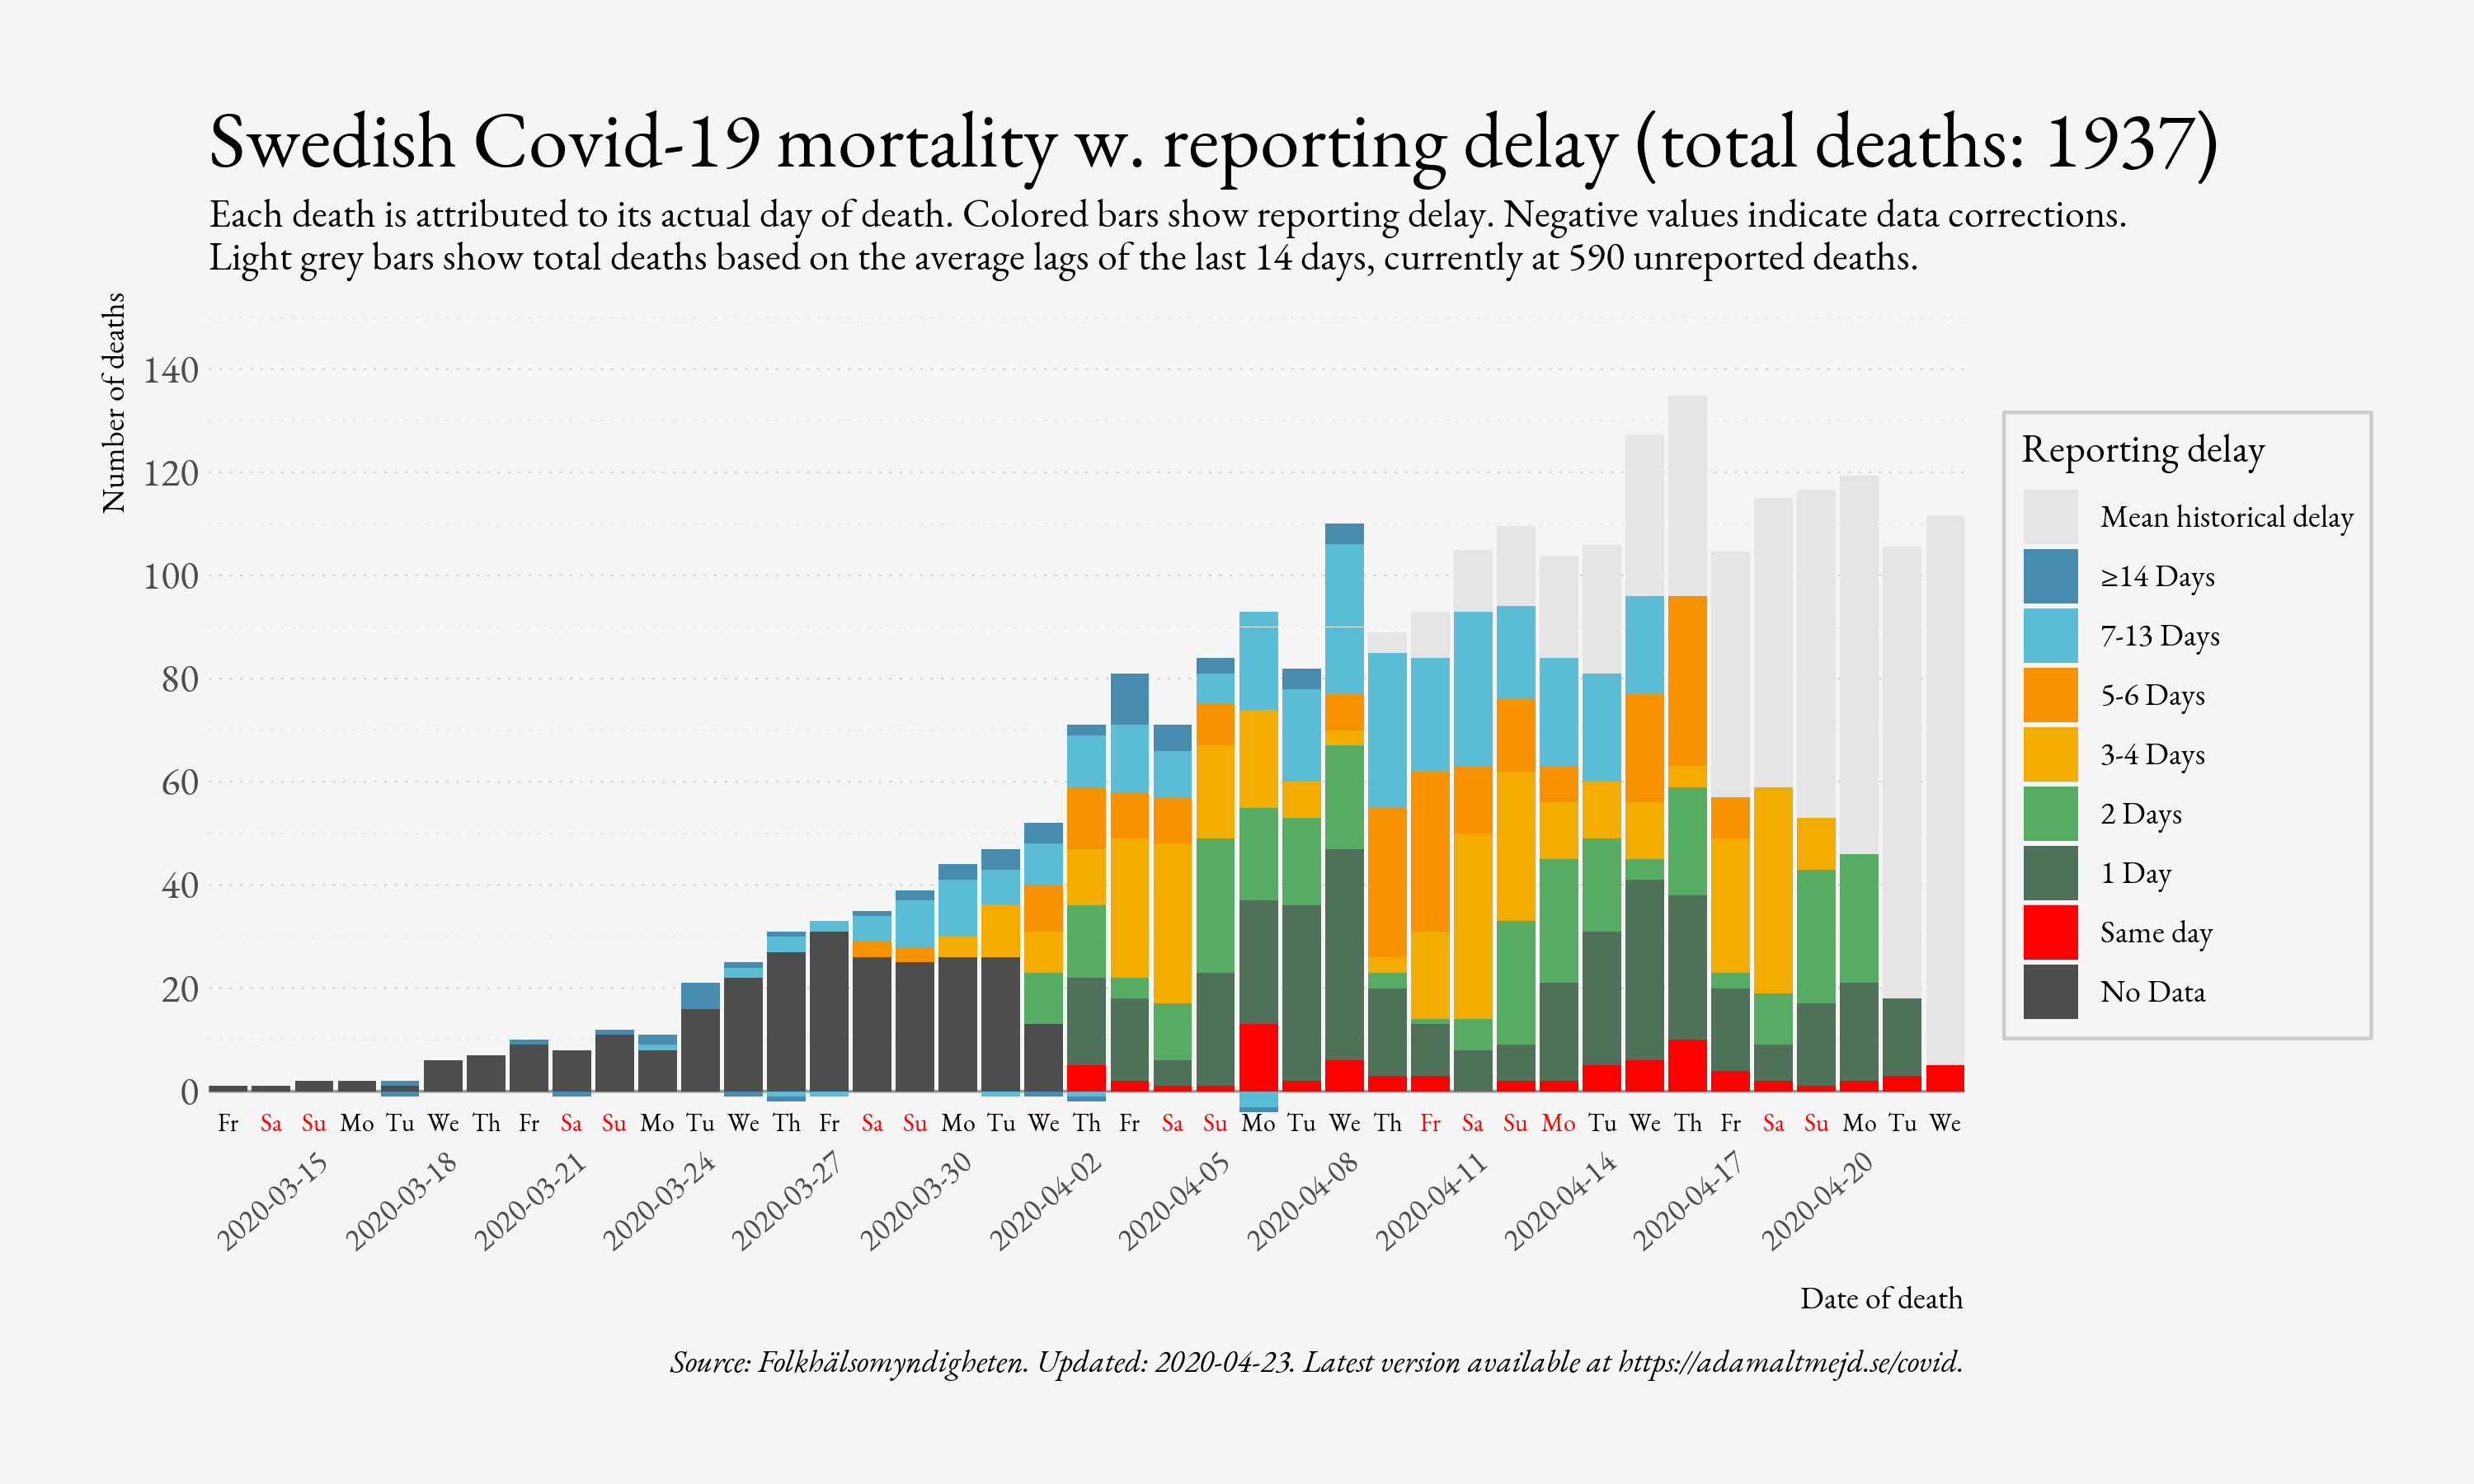 Swedish Covid-19 mortality w. reporting delay (total deaths: 1937)
Each death is attributed to its actual day of death. Colored bars show reporting delay. Negative values indicate data corrections.
Light grey bars show total deaths based on the average lags of the last 14 days, currently at 590 unreported deaths.
Number of deaths
140
120
100
80
60
40
20
0
Fr Sa Su Mo Tu We Th Fr Sa Su Mo Tu We Th Fr Sa Su Mo Tu We Th Fr Sa Su Mo Tu We Th Fr Sa Su Mo Tu We Th Fr Sa Su Mo Tu We
2020-03-15 2020-03-18 2020-03-21 2020-03-24 2020-03-27 2020-03-30 2020-04-02 2020-04-05 2020-04-08 2020-04-11 2020-04-14 2020-04-17 2020-04-20
Date of death
Reporting delay
Mean historical delay
≥14 Days
7-13 Days
5-6 Days
3-4 Days
2 Days
1 Day
Same day
No Data
Source: Folkhälsomyndigheten. Updated: 2020-04-23. Latest version available at https://adamaltmejd.se/covid.